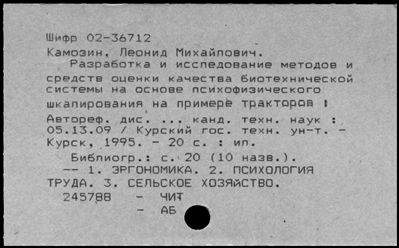 Шифр 02-36712
Камозин, Леонид Михайлович.
Разработка и исследование методов и
средств оценки качества биотехнической
системы на основе психофизического
шкалирования на примере тракторов :
Автореф. дис. ... канд. техн. наук :
05.13.09 / Курский гос. техн. ун-т. -
Курск, 1995. - 20 с. : ил.
Библиогр.: с. 20 (10 назв.).
-- 1. ЭРГОНОМИКА. 2. ПСИХОЛОГИЯ
ТРУДА. 3. СЕЛЬСКОЕ ХОЗЯЙСТВО.
245788 - ЧИТ
- АБ